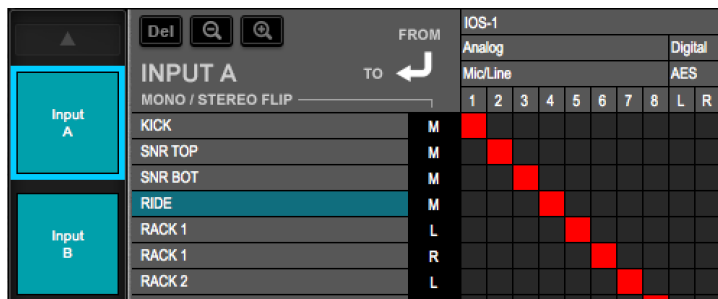 Del
FROM
INPUT A
TO
MONO / STEREO FLIP
IOS-1
Analog Digital
Mic/Line AES
1 2 3 4 5 6 7 8 L R
Input
A
Input
B
KICK M
SNR TOP M
SNR BOT M
RIDE M
RACK 1 L
RACK 1 R
RACK 2 L